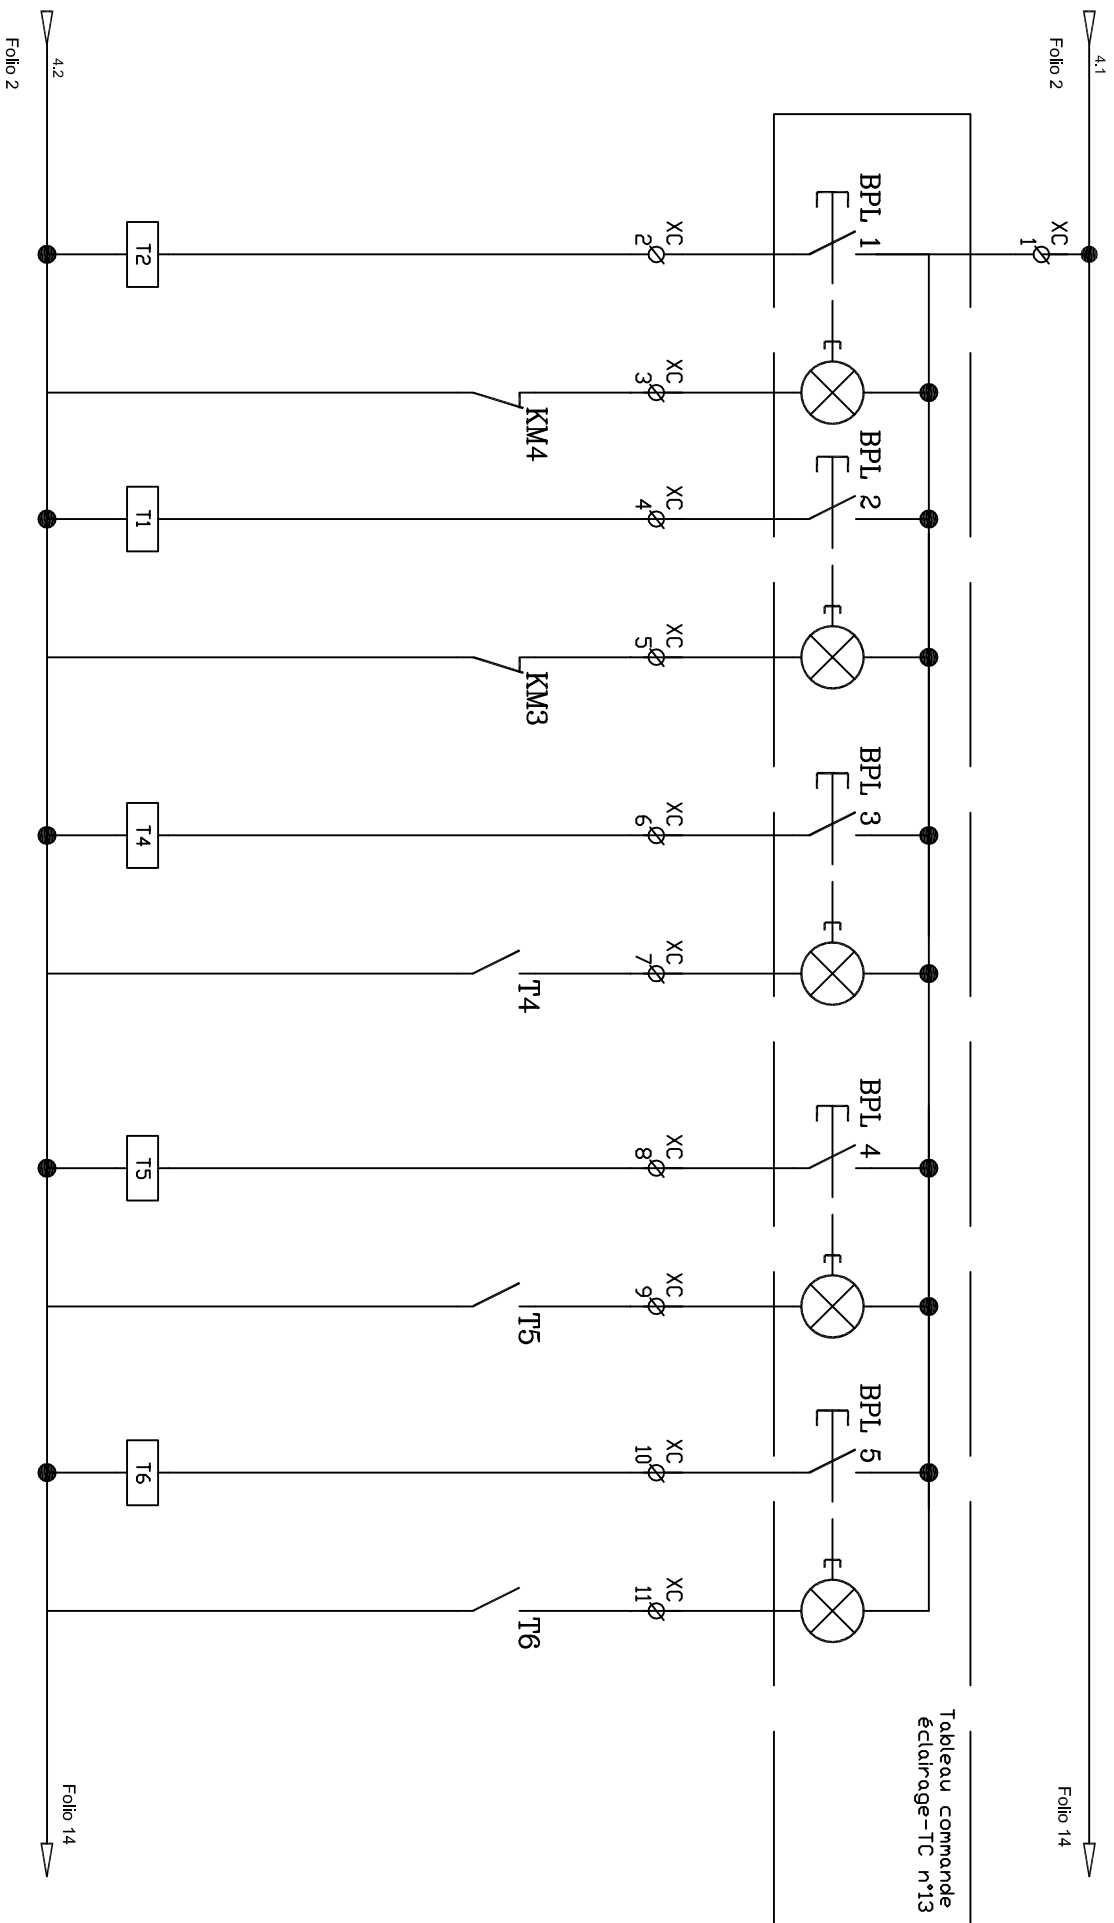 4.1
Folio 2
Folio 14
XC
1
Tableau commande
éclairage-TC n°13
BPL 1
BPL 2
BPL 3
BPL 4
BPL 5
XC
2
XC
3
XC
4
XC
5
XC
6
XC
7
XC
8
XC
9
XC
10
XC
11
KM4
KM3
T4
T5
T6
T2
T1
T4
T5
T6
4.2
Folio 2
Folio 14